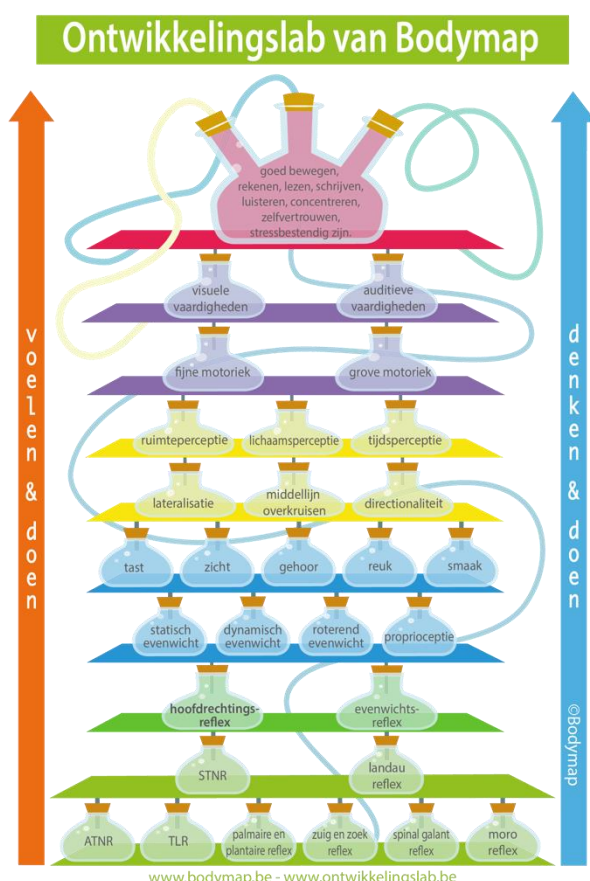 Ontwikkelingslab van Bodymap
goed bewegen,
rekenen, lezen, schrijven,
luisteren, concentreren,
zelfvertrouwen,
stressbestendig zijn.
visuele
vaardigheden
auditieve
vaardigheden
fijne motoriek
grove motoriek
ruimteperceptie
lichaamsperceptie
tijdsperceptie
lateralisatie
middellijn
overkruisen
directionaliteit
tast
zicht
gehoor
reuk
smaak
statisch
evenwicht
dynamisch
evenwicht
roterend
evenwicht
proprioceptie
hoofdrechtings-
reflex
evenwichts-
reflex
STNR
landau
reflex
ATNR
TLR
palmaire en
plantaire reflex
zuig en zoek
reflex
spinal galant
reflex
moro
reflex
voelen & doen
denken & doen
©Bodymap
www.bodymap.be - www.ontwikkelingslab.be